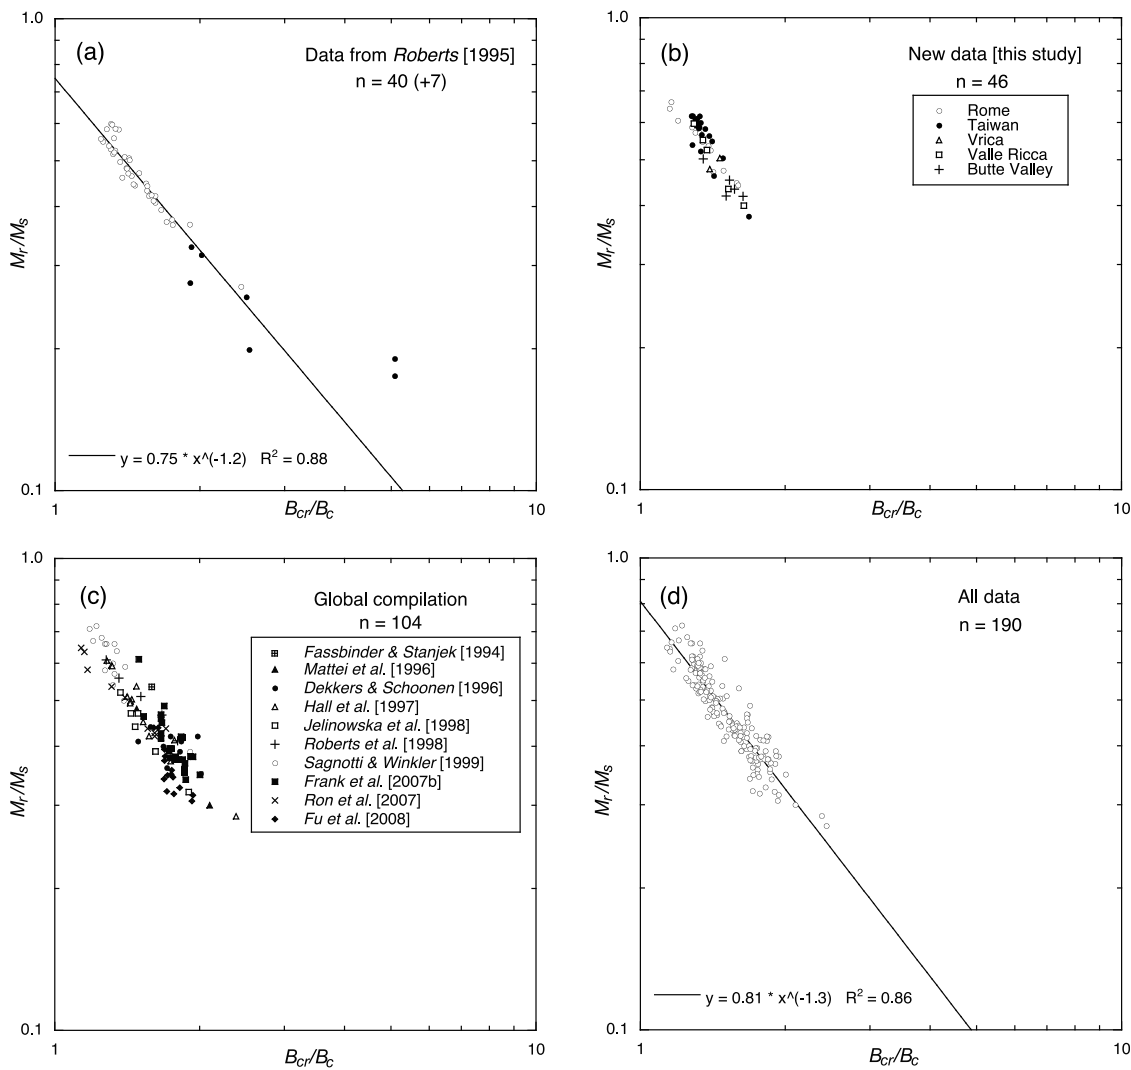 1.0
(a)
Data from Roberts [1995]
n = 40 (+7)
Mr/Ms
y = 0.75 * x^(-1.2) R2 = 0.88
0.1
1
Bcr/Bc
10
1.0
(b)
New data [this study]
n = 46
Rome
Taiwan
Vrica
Valle Ricca
Butte Valley
Mr/Ms
0.1
1
Bcr/Bc
10
1.0
(c)
Global compilation
n = 104
Fassbinder & Stanjek [1994]
Mattei et al. [1996]
Dekkers & Schoonen [1996]
Hall et al. [1997]
Jelinowska et al. [1998]
Roberts et al. [1998]
Sagnotti & Winkler [1999]
Frank et al. [2007b]
Ron et al. [2007]
Fu et al. [2008]
Mr/Ms
0.1
1
Bcr/Bc
10
1.0
(d)
All data
n = 190
Mr/Ms
y = 0.81 * x^(-1.3) R2 = 0.86
0.1
1
Bcr/Bc
10